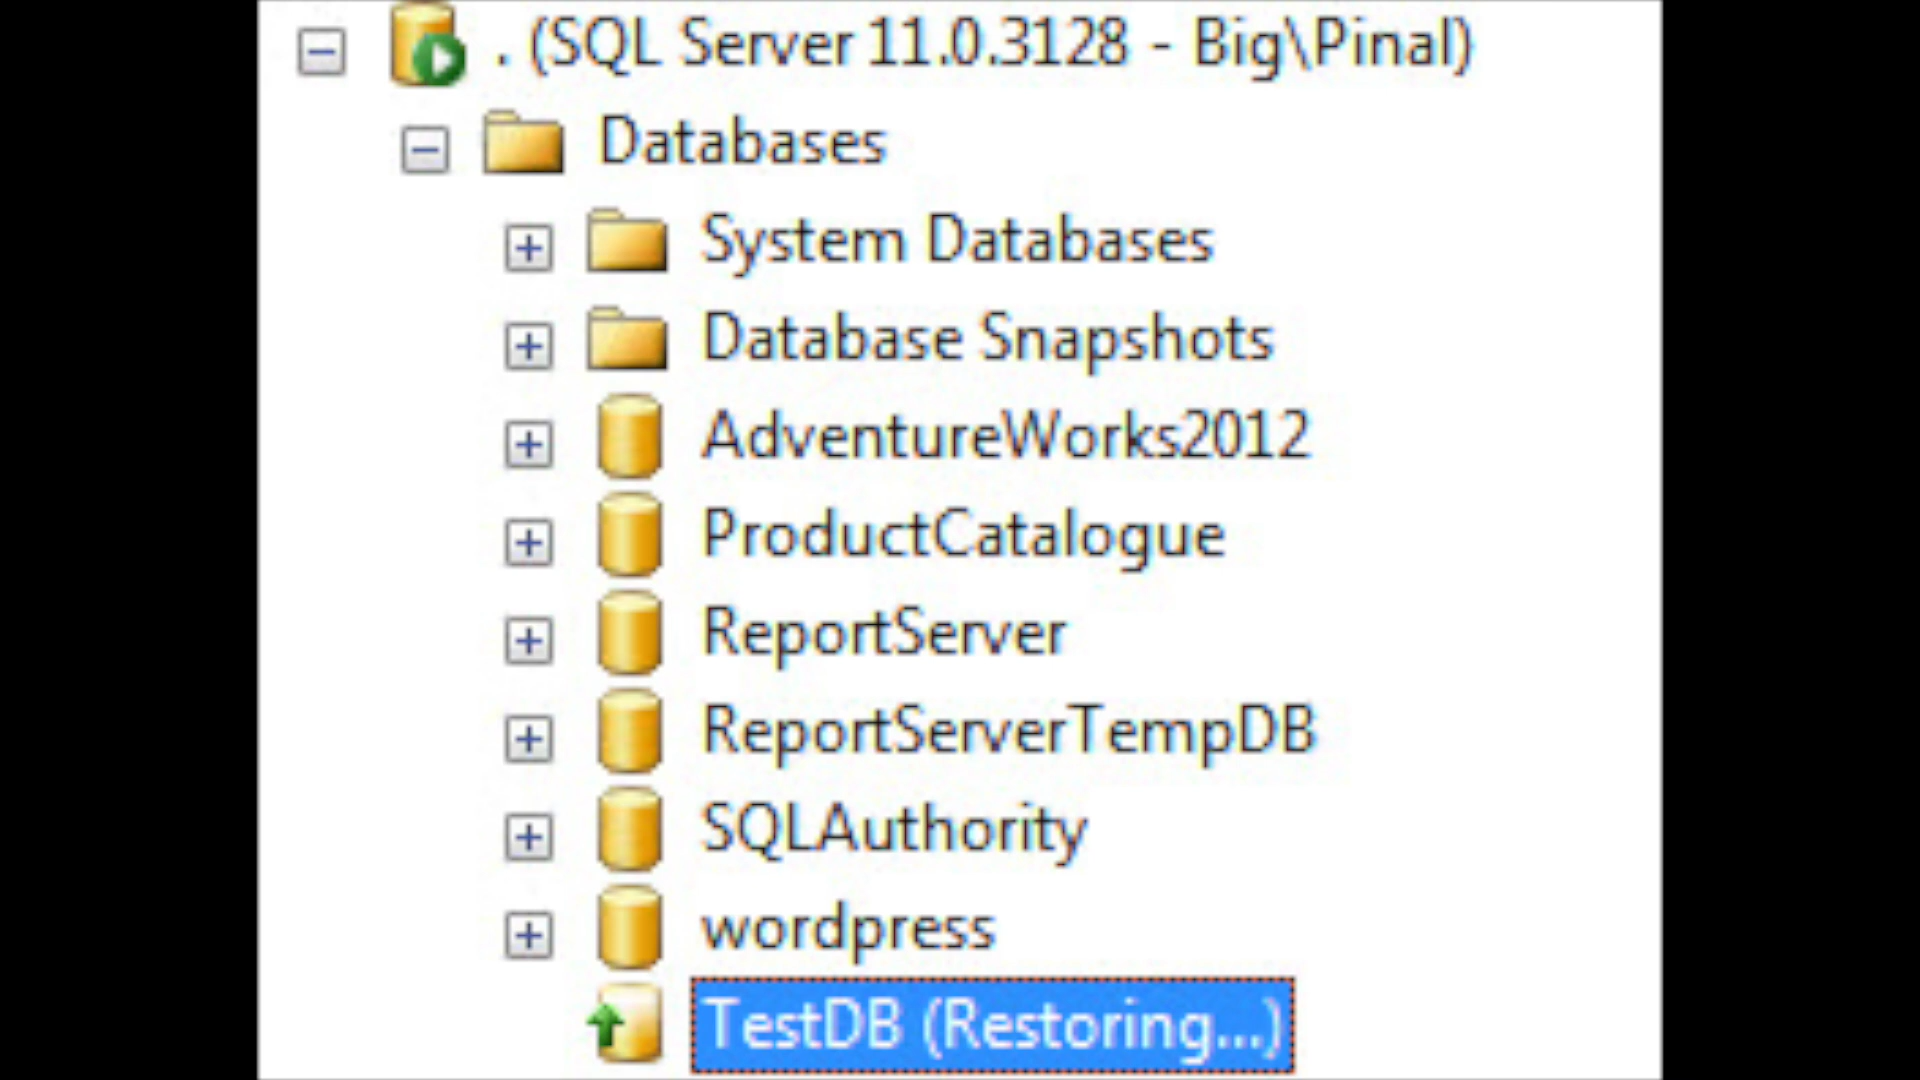 . (SQL Server 11.0.3128 - Big\Pinal)
Databases
System Databases
Database Snapshots
AdventureWorks2012
ProductCatalogue
ReportServer
ReportServerTempDB
SQLAuthority
wordpress
TestDB (Restoring...)